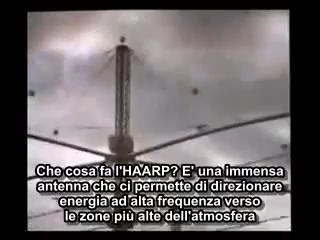 Che cosa fa l'HAARP? E' una immensa
antenna che ci permette di direzionare
energia ad alta frequenza verso
le zone più alte dell'atmosfera